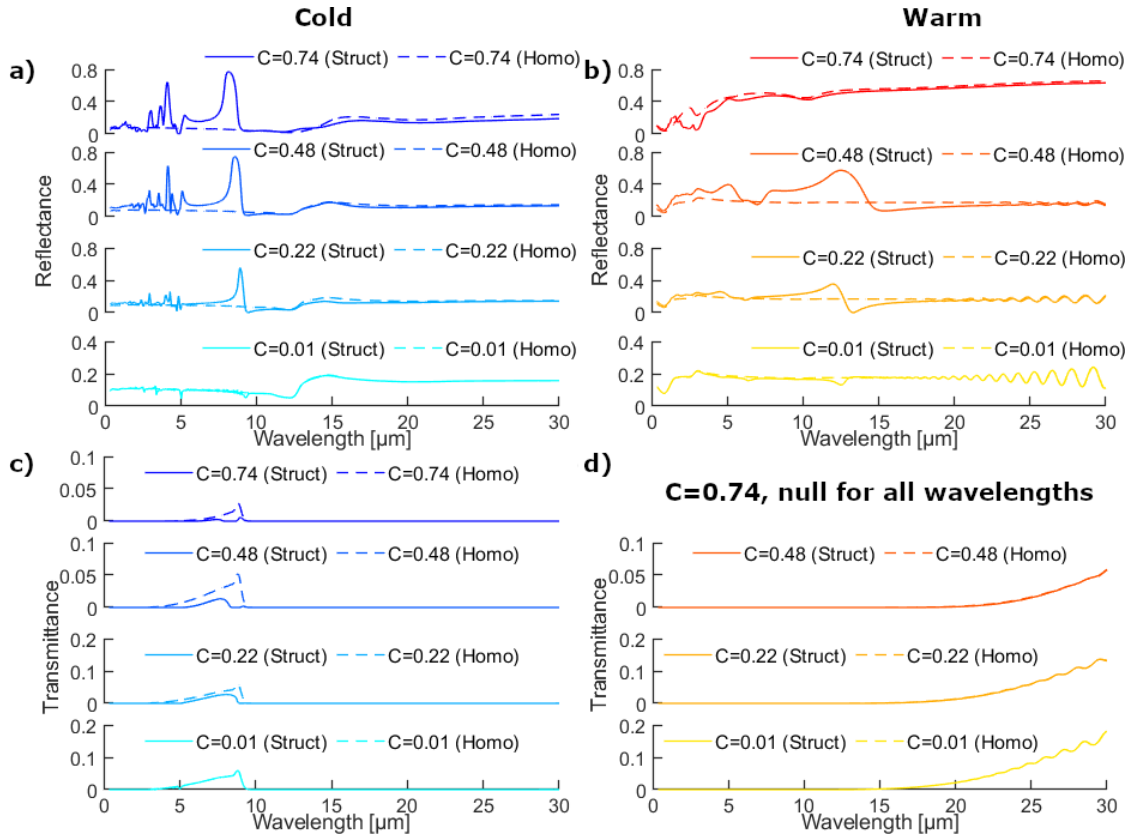 Cold
Warm
a)
C=0.74 (Struct) C=0.74 (Homo)
0.8
0.4
0
C=0.48 (Struct) C=0.48 (Homo)
0.8
0.4
0
C=0.22 (Struct) C=0.22 (Homo)
0.8
0.4
0
C=0.01 (Struct) C=0.01 (Homo)
0.4
0.2
0
0 5 10 15 20 25 30
Reflectance
Wavelength [μm]
b)
C=0.74 (Struct) C=0.74 (Homo)
0.8
0.4
0
C=0.48 (Struct) C=0.48 (Homo)
0.8
0.4
0
C=0.22 (Struct) C=0.22 (Homo)
0.8
0.4
0
C=0.01 (Struct) C=0.01 (Homo)
0.4
0.2
0
0 5 10 15 20 25 30
Reflectance
Wavelength [μm]
c)
0.1
C=0.74 (Struct) C=0.74 (Homo)
0.05
0
0.1
C=0.48 (Struct) C=0.48 (Homo)
0.05
0
0.2
C=0.22 (Struct) C=0.22 (Homo)
0.1
0
0.2
C=0.01 (Struct) C=0.01 (Homo)
0.1
0
0 5 10 15 20 25 30
Transmittance
Wavelength [μm]
d)
C=0.74, null for all wavelengths
0.1
C=0.48 (Struct) C=0.48 (Homo)
0.05
0
0.2
C=0.22 (Struct) C=0.22 (Homo)
0.1
0
0.2
C=0.01 (Struct) C=0.01 (Homo)
0.1
0
0 5 10 15 20 25 30
Transmittance
Wavelength [μm]